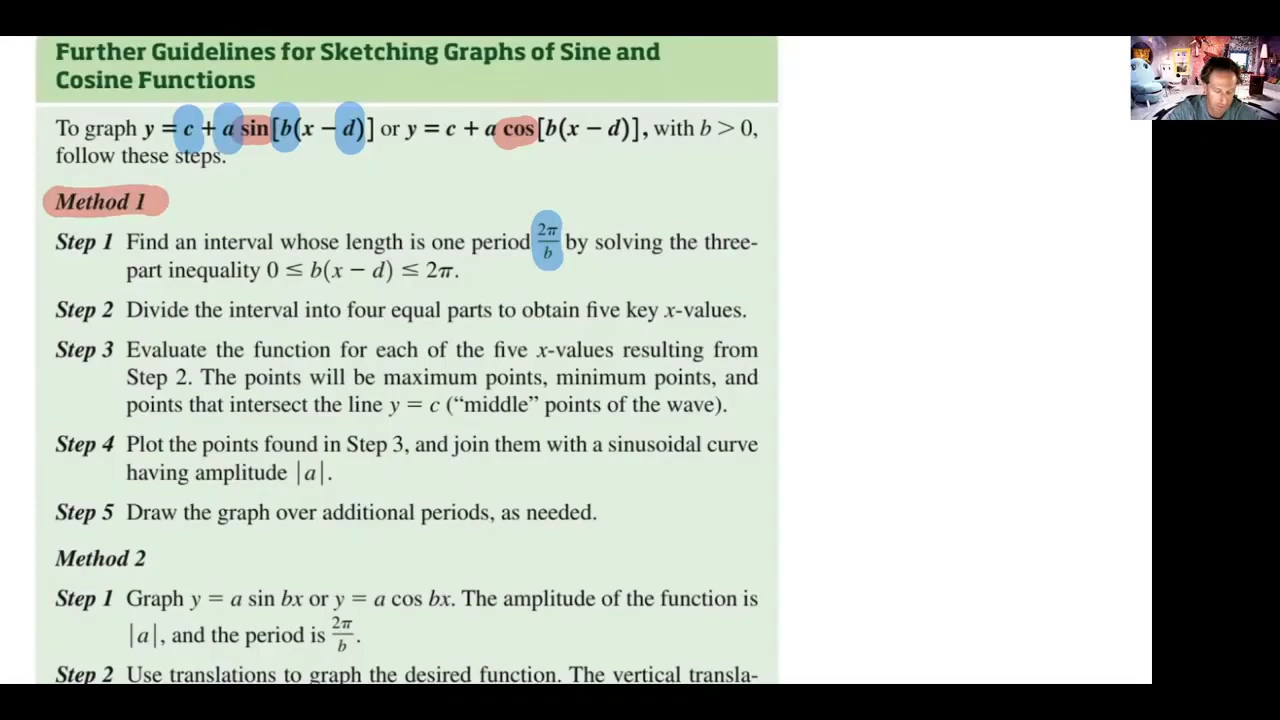 Further Guidelines for Sketching Graphs of Sine and
Cosine Functions
To graph y = c + a sin[b(x − d)] or y = c + a cos[b(x − d)], with b > 0,
follow these steps.
Method 1
Step 1 Find an interval whose length is one period 2π/b by solving the three-
part inequality 0 ≤ b(x − d) ≤ 2π.
Step 2 Divide the interval into four equal parts to obtain five key x-values.
Step 3 Evaluate the function for each of the five x-values resulting from
Step 2. The points will be maximum points, minimum points, and
points that intersect the line y = c (“middle” points of the wave).
Step 4 Plot the points found in Step 3, and join them with a sinusoidal curve
having amplitude |a|.
Step 5 Draw the graph over additional periods, as needed.
Method 2
Step 1 Graph y = a sin bx or y = a cos bx. The amplitude of the function is
|a|, and the period is 2π/b.
Step 2 Use translations to graph the desired function. The vertical transla-